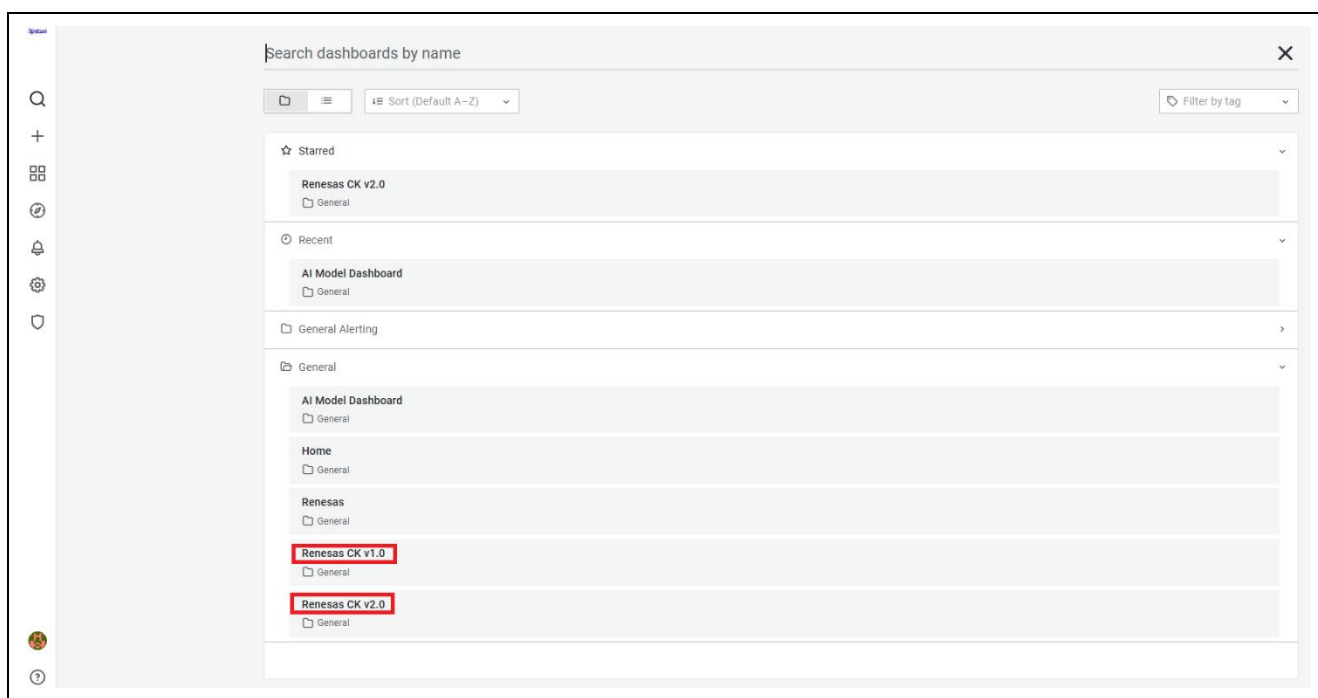 Search dashboards by name
Sort (Default A–Z)
Filter by tag
Starred
Renesas CK v2.0
General
Recent
AI Model Dashboard
General
General Alerting
General
AI Model Dashboard
General
Home
General
Renesas
General
Renesas CK v1.0
General
Renesas CK v2.0
General